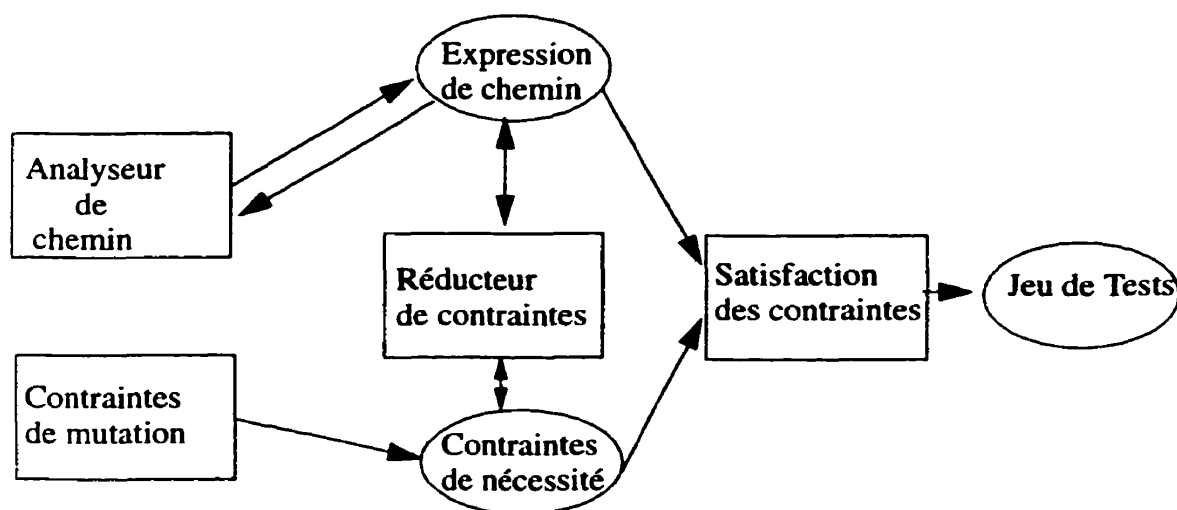 Expression
de chemin
Analyseur
de
chemin
Réducteur
de contraintes
Satisfaction
des contraintes
Jeu de Tests
Contraintes
de mutation
Contraintes
de nécessité